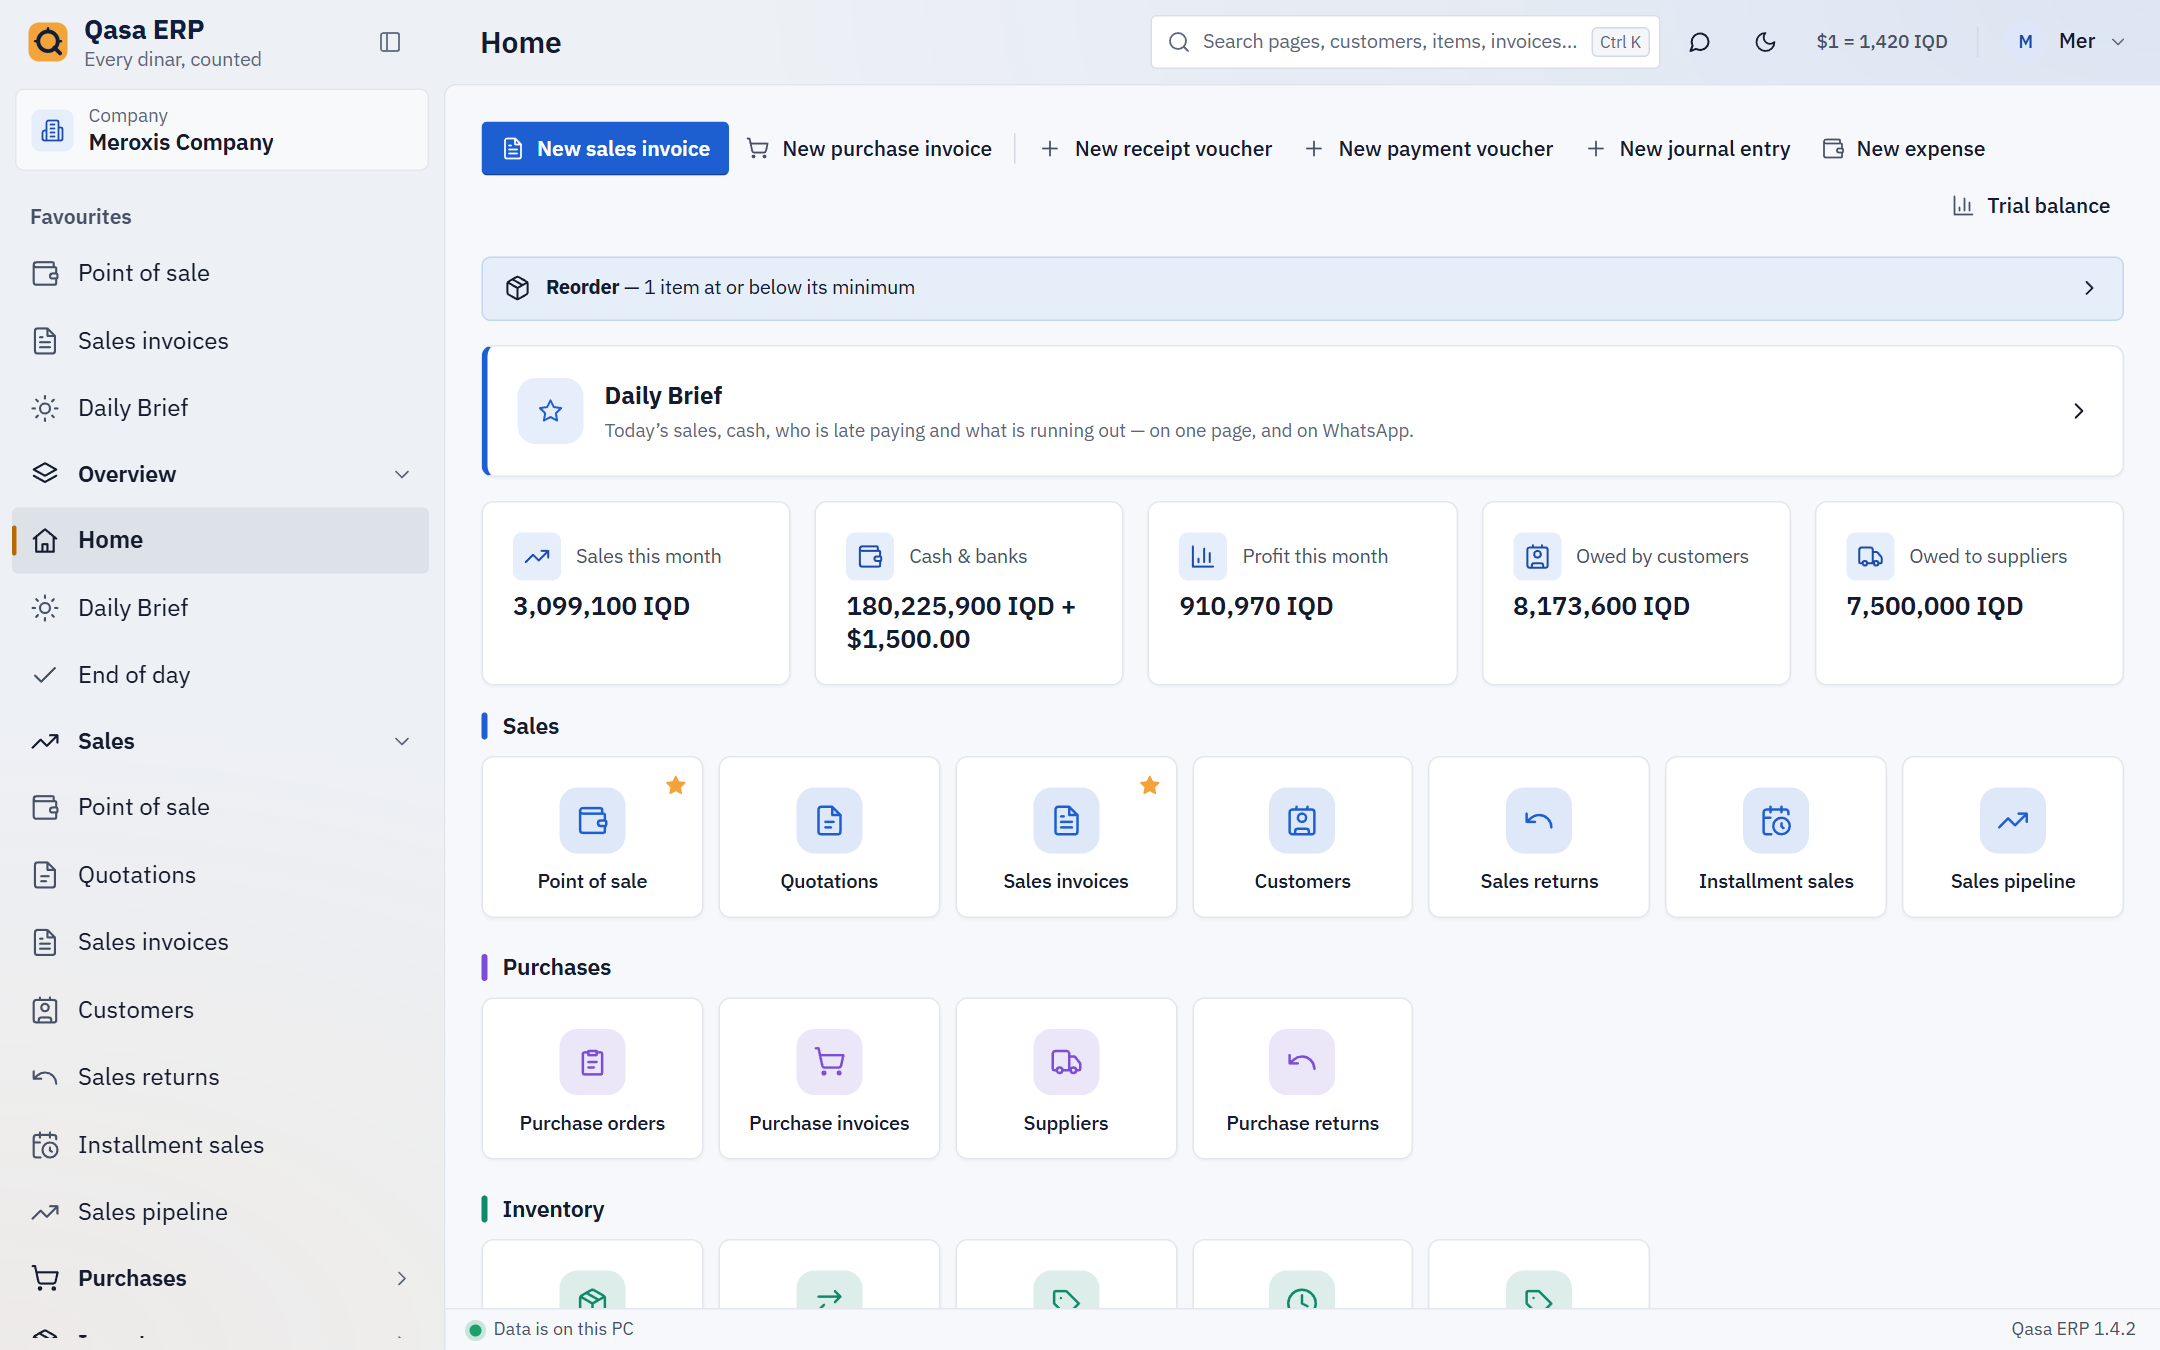 Qasa ERP
Every dinar, counted
Home
Search pages, customers, items, invoices...
Ctrl K
$1 = 1,420 IQD
M
Mer
Company
Meroxis Company
Favourites
Point of sale
Sales invoices
Daily Brief
Overview
Home
Daily Brief
End of day
Sales
Point of sale
Quotations
Sales invoices
Customers
Sales returns
Installment sales
Sales pipeline
Purchases
New sales invoice
New purchase invoice
New receipt voucher
New payment voucher
New journal entry
New expense
Trial balance
Reorder — 1 item at or below its minimum
Daily Brief
Today's sales, cash, who is late paying and what is running out — on one page, and on WhatsApp.
Sales this month
3,099,100 IQD
Cash & banks
180,225,900 IQD +
$1,500.00
Profit this month
910,970 IQD
Owed by customers
8,173,600 IQD
Owed to suppliers
7,500,000 IQD
Sales
Point of sale
Quotations
Sales invoices
Customers
Sales returns
Installment sales
Sales pipeline
Purchases
Purchase orders
Purchase invoices
Suppliers
Purchase returns
Inventory
Data is on this PC
Qasa ERP 1.4.2